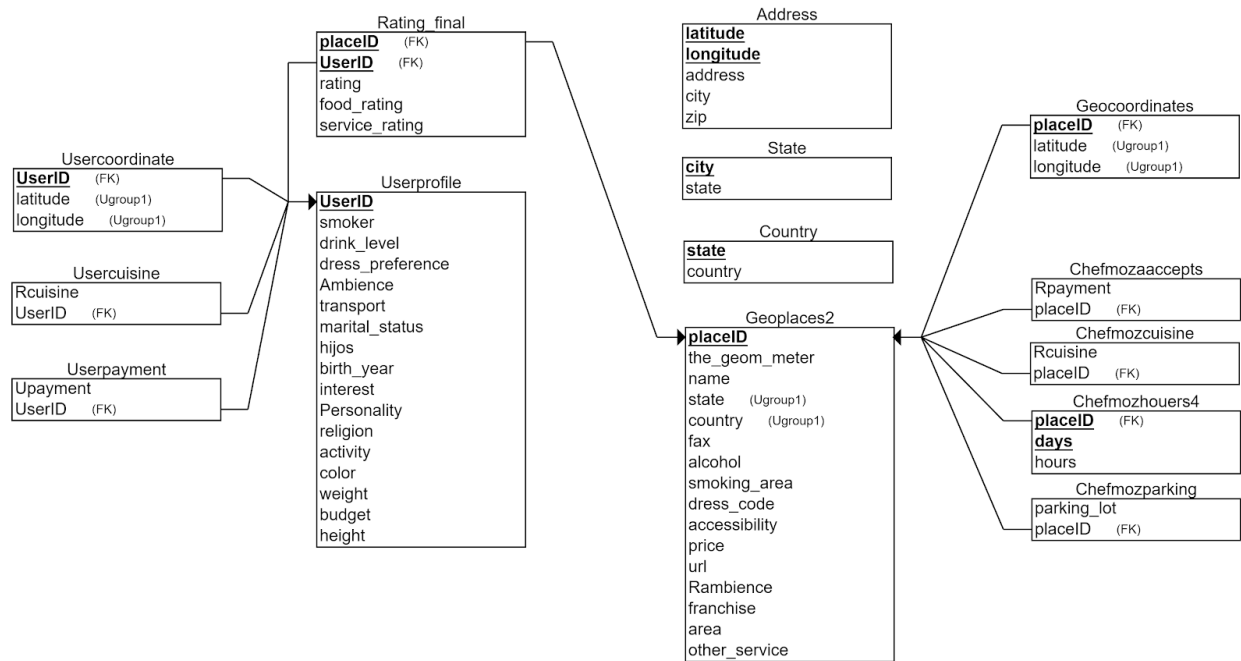 Rating_final
placeID (FK)
UserID (FK)
rating
food_rating
service_rating
Usercoordinate
UserID (FK)
latitude (Ugroup1)
longitude (Ugroup1)
Usercuisine
Rcuisine
UserID (FK)
Userpayment
Upayment
UserID (FK)
Userprofile
UserID
smoker
drink_level
dress_preference
Ambience
transport
marital_status
hijos
birth_year
interest
Personality
religion
activity
color
weight
budget
height
Address
latitude
longitude
address
city
zip
State
city
state
Country
state
country
Geoplaces2
placeID
the_geom_meter
name
state (Ugroup1)
country (Ugroup1)
fax
alcohol
smoking_area
dress_code
accessibility
price
url
Rambience
franchise
area
other_service
Geocoordinates
placeID (FK)
latitude (Ugroup1)
longitude (Ugroup1)
Chefmozaaccepts
Rpayment
placeID (FK)
Chefmozcuisine
Rcuisine
placeID (FK)
Chefmozhouers4
placeID (FK)
days
hours
Chefmozparking
parking_lot
placeID (FK)